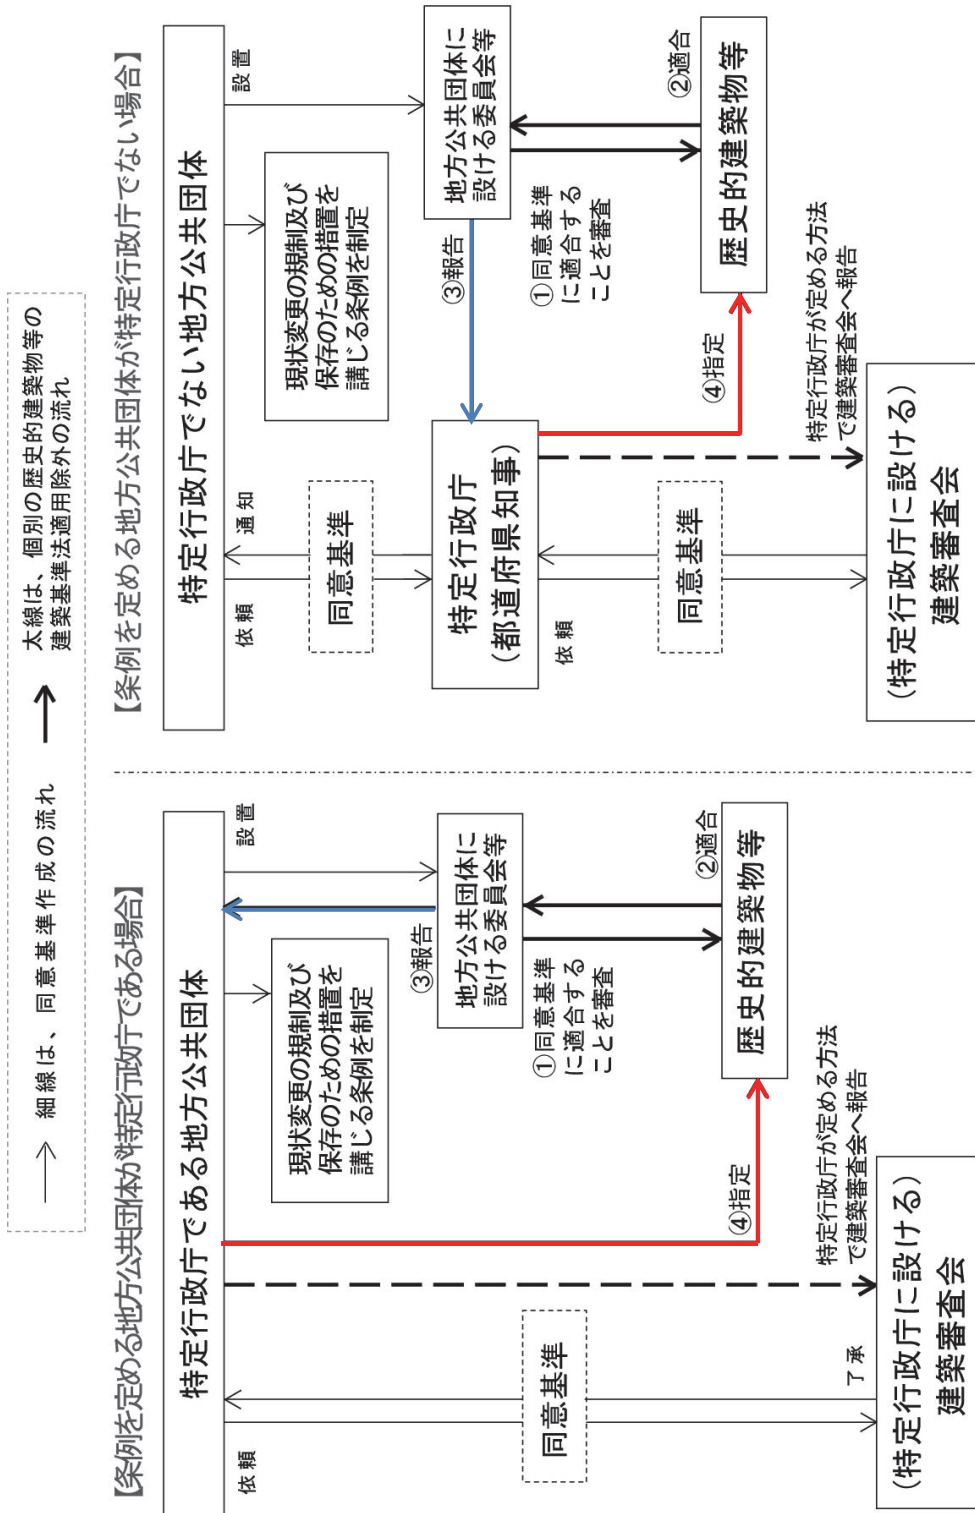 細線は、同意基準作成の流れ
太線は、個別の歴史的建築物等の
建築基準法適用除外の流れ
【条例を定める地方公共団体が特定行政庁である場合】
特定行政庁である地方公共団体
依頼
設置
現状変更の規制及び
保存のための措置を
講じる条例を制定
③報告
地方公共団体に
設ける委員会等
①同意基準
に適合する
ことを審査
②適合
歴史的建築物等
④指定
同意基準
特定行政庁が定める方法
で建築審査会へ報告
了承
(特定行政庁に設ける)
建築審査会
【条例を定める地方公共団体が特定行政庁でない場合】
特定行政庁でない地方公共団体
依頼
通知
設置
同意基準
現状変更の規制及び
保存のための措置を
講じる条例を制定
地方公共団体に
設ける委員会等
③報告
特定行政庁
(都道府県知事)
①同意基準
に適合する
ことを審査
②適合
歴史的建築物等
④指定
依頼
同意基準
特定行政庁が定める方法
で建築審査会へ報告
(特定行政庁に設ける)
建築審査会